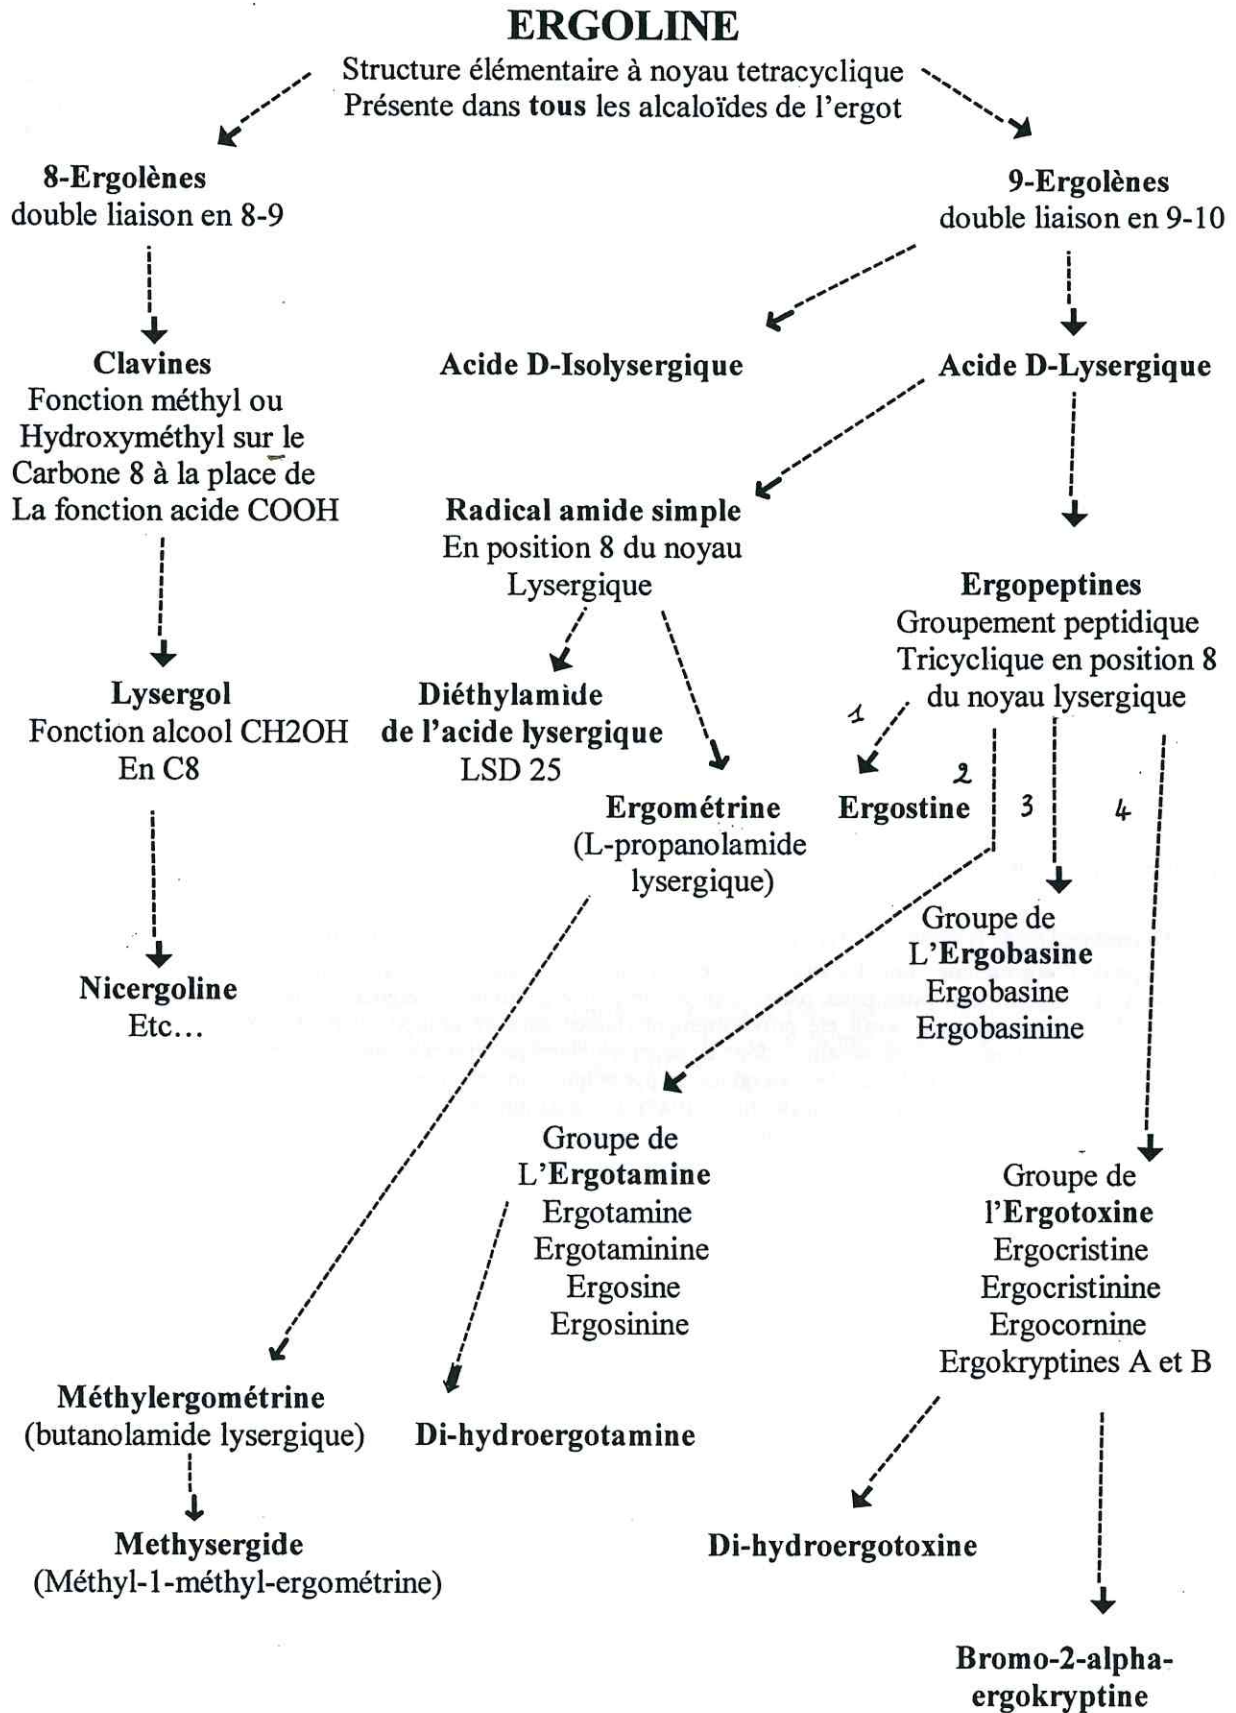 ERGOLINE
Structure élémentaire à noyau tetracyclique
Présente dans tous les alcaloïdes de l'ergot
8-Ergolènes
double liaison en 8-9
9-Ergolènes
double liaison en 9-10
Clavines
Fonction méthyl ou
Hydroxyméthyl sur le
Carbone 8 à la place de
La fonction acide COOH
Acide D-Isolysergique
Acide D-Lysergique
Radical amide simple
En position 8 du noyau
Lysergique
Ergopeptines
Groupement peptidique
Tricyclique en position 8
du noyau lysergique
Lysergol
Fonction alcool CH2OH
En C8
Diéthylamide
de l'acide lysergique
LSD 25
1
2
3
4
Ergométrine
(L-propanolamide
lysergique)
Ergostine
Groupe de
L'Ergobasine
Ergobasine
Ergobasinine
Nicergoline
Etc...
Groupe de
L'Ergotamine
Ergotamine
Ergotaminine
Ergosine
Ergosinine
Groupe de
l'Ergotoxine
Ergocristine
Ergocristinine
Ergocornine
Ergokryptines A et B
Méthylergométrine
(butanolamide lysergique)
Di-hydroergotamine
Methysergide
(Méthyl-1-méthyl-ergométrine)
Di-hydroergotoxine
Bromo-2-alpha-
ergokryptine